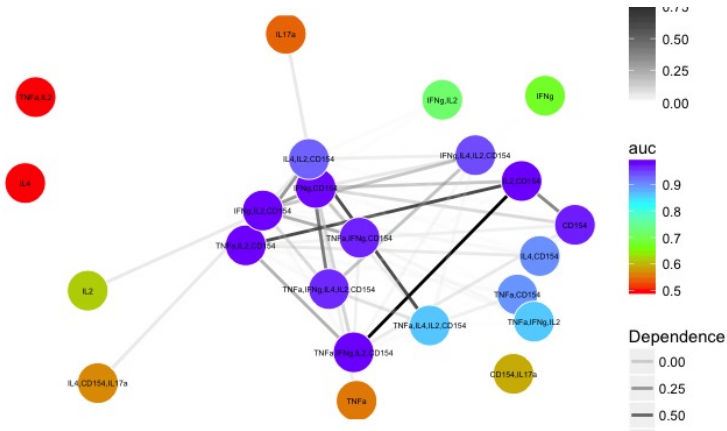 0.75
0.00
IL17a
TNFa,IL2
IFNg,IL2
IFNg
auc
IL4,IL2,CD154
IFNg,IL4,IL2,CD154
IL4
IFNg,CD154
IL2,CD154
0.9
IFNg,IL2,CD154
0.8
CD154
TNFa,IFNg,CD154
TNFa,IL2,CD154
0.7
IL4,CD154
0.6
IL2
TNFa,IFNg,IL4,IL2,CD154
TNFa,CD154
0.5
TNFa,IL4,IL2,CD154
TNFa,IFNg,IL2
Dependence
TNFa,IFNg,IL2,CD154
0.00
CD154,IL17a
IL4,CD154,IL17a
0.25
TNFa
0.50